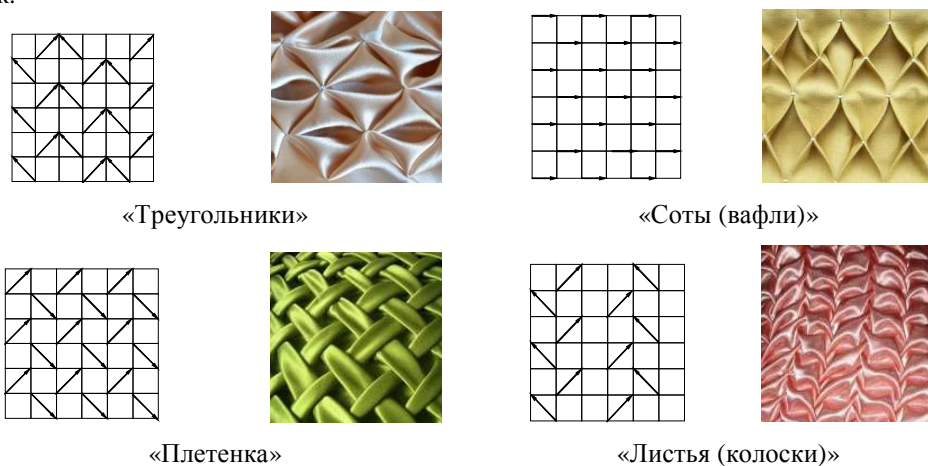 к.
«Треугольники»
«Соты (вафли)»
«Плетенка»
«Листья (колоски)»